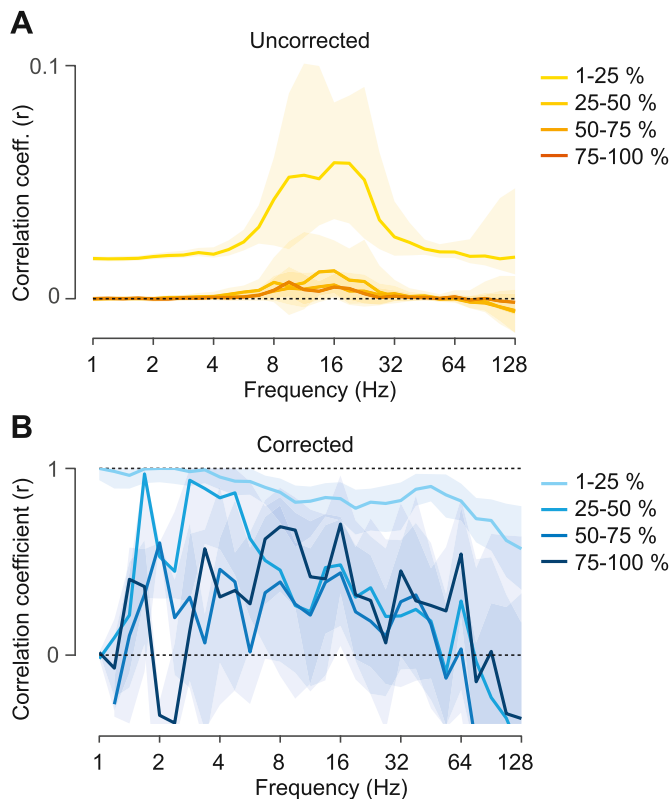 A
Uncorrected
0.1
0
Correlation coeff. (r)
1 2 4 8 16 32 64 128
Frequency (Hz)
1-25 %
25-50 %
50-75 %
75-100 %
B
Corrected
1
0
Correlation coefficient (r)
1 2 4 8 16 32 64 128
Frequency (Hz)
1-25 %
25-50 %
50-75 %
75-100 %